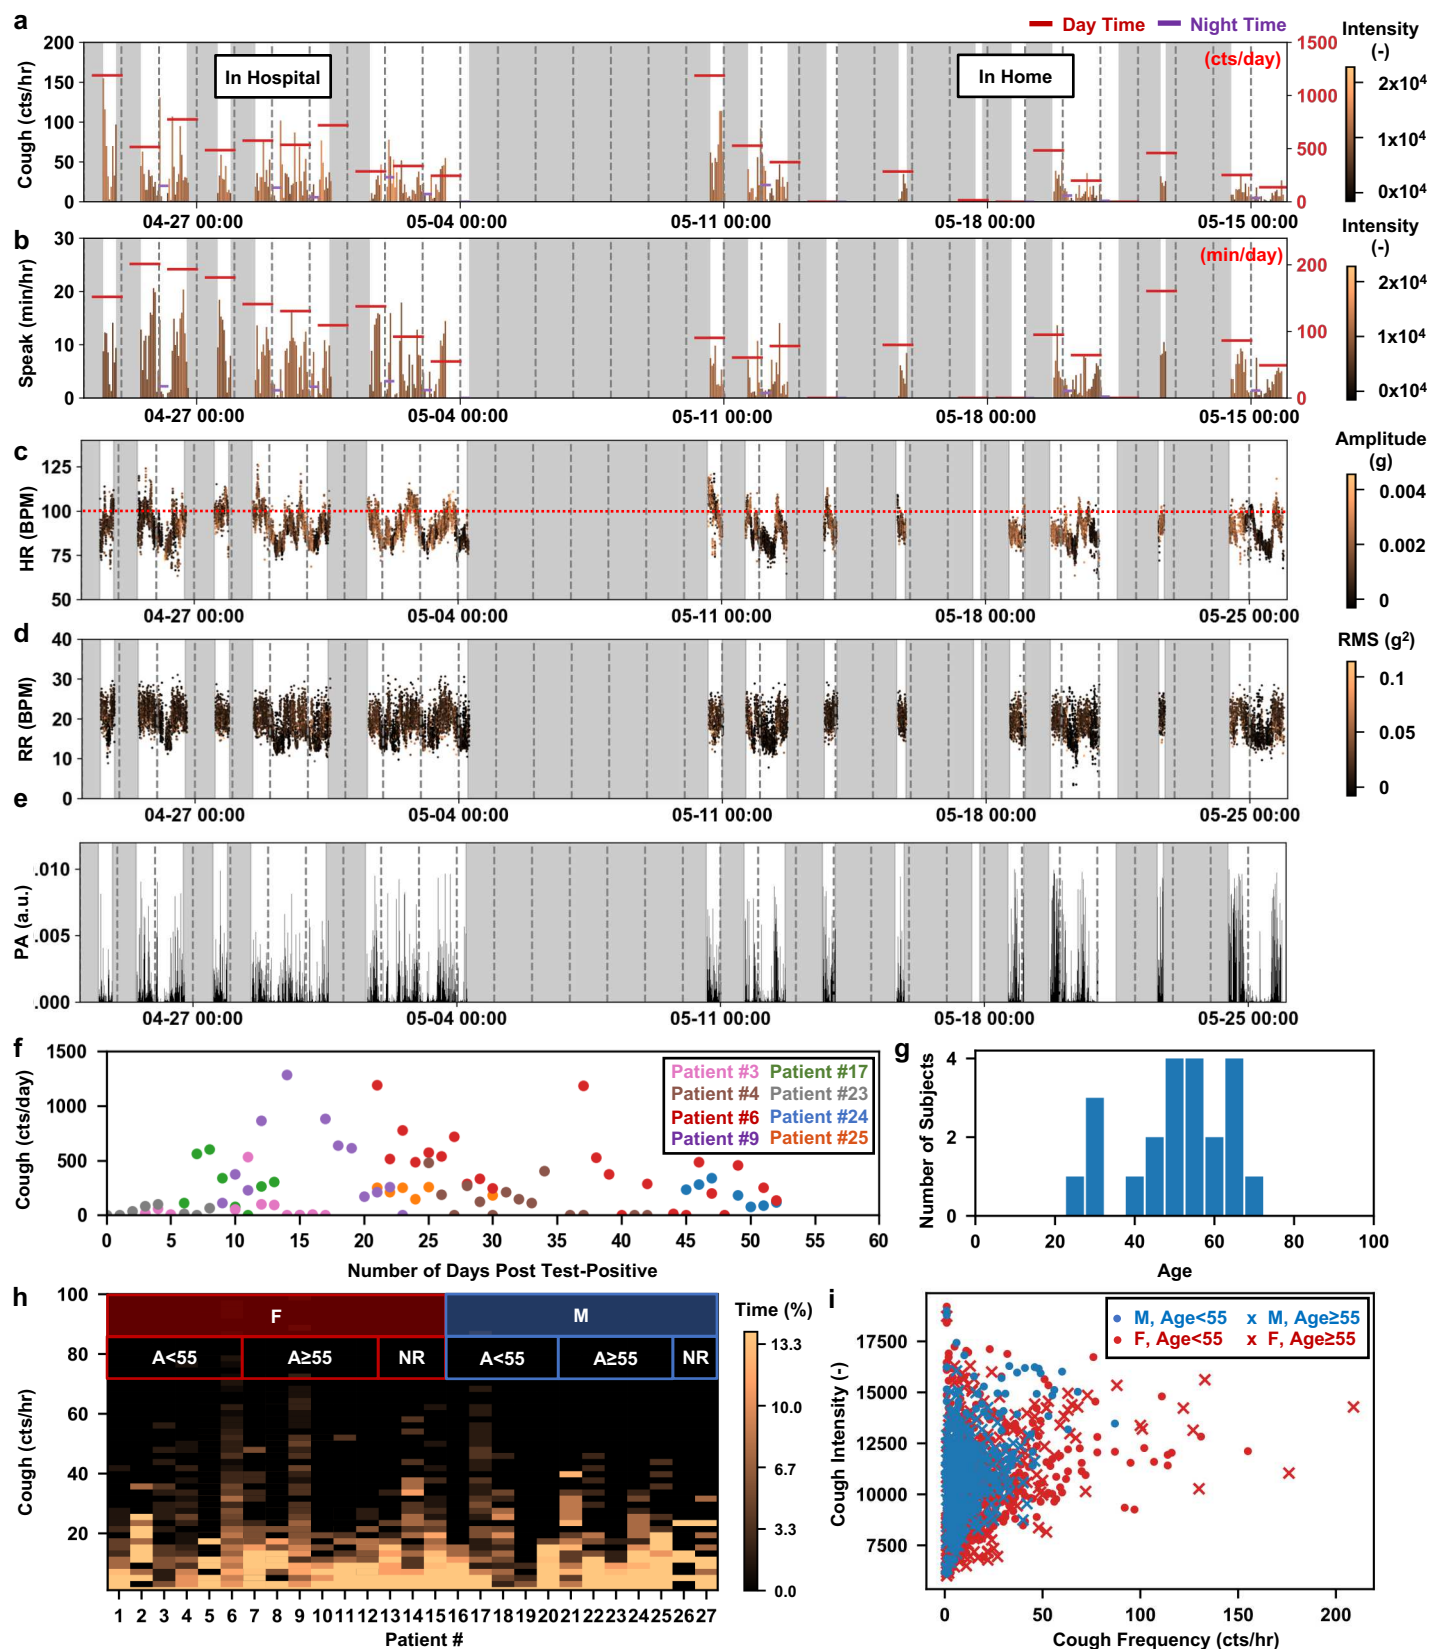 a
Day Time
Night Time
Intensity
(-)
200
150
100
50
0
Cough (cts/hr)
In Hospital
In Home
(cts/day)
1500
1000
500
0
2x10⁴
1x10⁴
0x10⁴
04-27 00:00
05-04 00:00
05-11 00:00
05-18 00:00
05-15 00:00
b
Intensity
(-)
30
20
10
0
Speak (min/hr)
(min/day)
200
100
0
2x10⁴
1x10⁴
0x10⁴
04-27 00:00
05-04 00:00
05-11 00:00
05-18 00:00
05-15 00:00
c
Amplitude
(g)
125
100
75
50
HR (BPM)
0.004
0.002
0
04-27 00:00
05-04 00:00
05-11 00:00
05-18 00:00
05-25 00:00
d
RMS (g²)
40
30
20
10
0
RR (BPM)
0.1
0.05
0
04-27 00:00
05-04 00:00
05-11 00:00
05-18 00:00
05-25 00:00
e
.010
.005
.000
PA (a.u.)
04-27 00:00
05-04 00:00
05-11 00:00
05-18 00:00
05-25 00:00
f
1500
1000
500
0
Cough (cts/day)
Patient #3 Patient #17
Patient #4 Patient #23
Patient #6 Patient #24
Patient #9 Patient #25
0 5 10 15 20 25 30 35 40 45 50 55 60
Number of Days Post Test-Positive
g
4
2
0
Number of Subjects
0 20 40 60 80 100
Age
h
100
80
60
40
20
Cough (cts/hr)
F
M
A<55
A≥55
NR
A<55
A≥55
NR
Time (%)
13.3
10.0
6.7
3.3
0.0
1 2 3 4 5 6 7 8 9 10 11 12 13 14 15 16 17 18 19 20 21 22 23 24 25 26 27
Patient #
i
M, Age<55 x M, Age≥55
F, Age<55 x F, Age≥55
17500
15000
12500
10000
7500
Cough Intensity (-)
0 50 100 150 200
Cough Frequency (cts/hr)